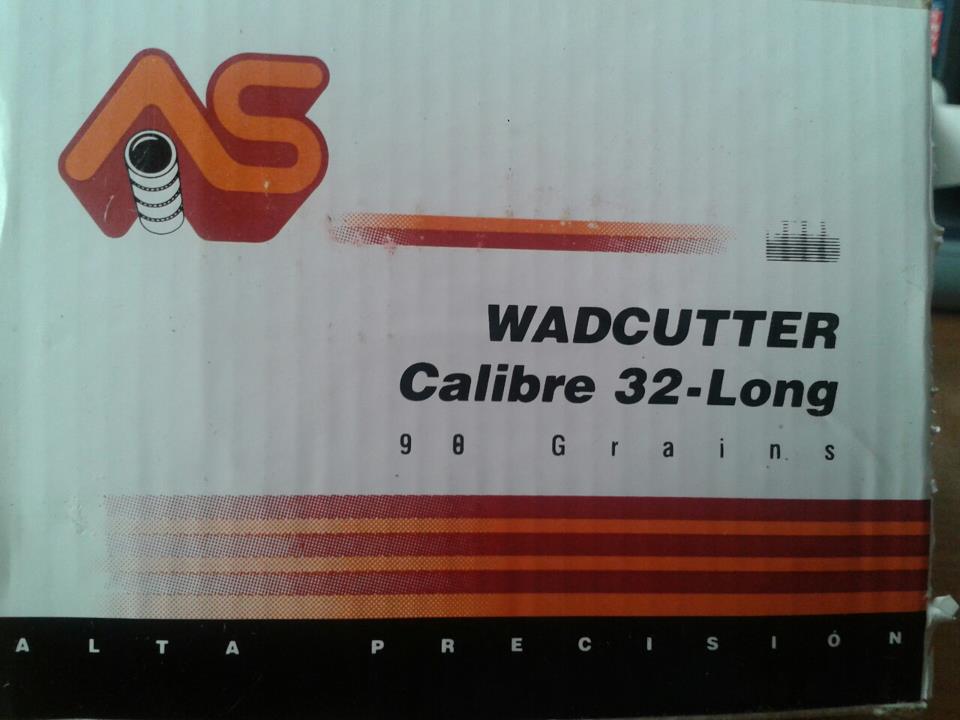 AS
WADCUTTER
Calibre 32-Long
90 Grains
ALTA PRECISIÓN